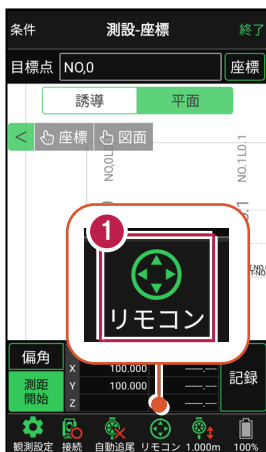 条件 測設-座標 終了
目標点 NO,0 座標
誘導 平面
< 座標 図面
NO,0L
NO.1 L0.1
1
リモコン
偏角
測距
開始
X 100.000 -----.---
Y 100.000 -----.---
Z -----.---
記録
観測設定 接続 自動追尾 リモコン 1.000m 100%